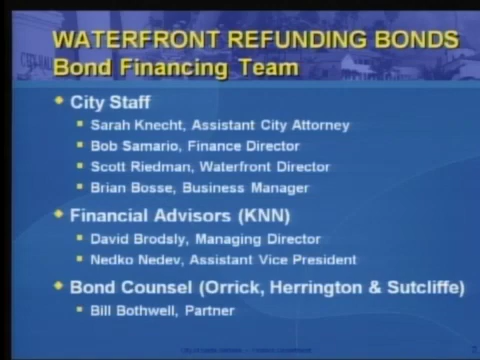 WATERFRONT REFUNDING BONDS
Bond Financing Team
City Staff
Sarah Knecht, Assistant City Attorney
Bob Samario, Finance Director
Scott Riedman, Waterfront Director
Brian Bosse, Business Manager
Financial Advisors (KNN)
David Brodsly, Managing Director
Nedko Nedev, Assistant Vice President
Bond Counsel (Orrick, Herrington & Sutcliffe)
Bill Bothwell, Partner